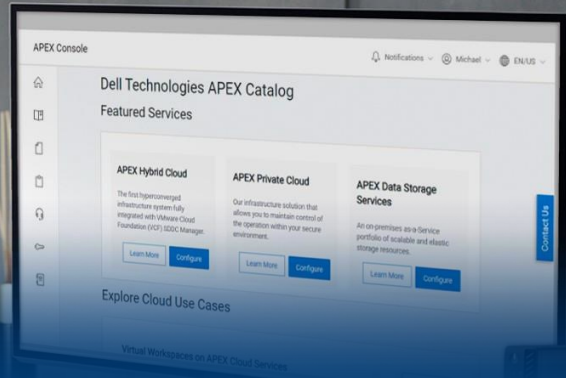 APEX Console
Notifications
Michael
EN/US
Dell Technologies APEX Catalog
Featured Services
APEX Hybrid Cloud
The first hyperconverged
infrastructure system fully
integrated with VMware Cloud
Foundation (VCF) SDDC Manager.
Learn More
Configure
APEX Private Cloud
Our infrastructure solution that
allows you to maintain control of
the operation within your secure
environment.
Learn More
Configure
APEX Data Storage
Services
An on-premises as-a-Service
portfolio of scalable and elastic
storage resources.
Learn More
Configure
Contact Us
Explore Cloud Use Cases
Virtual Workspaces on APEX Cloud Services